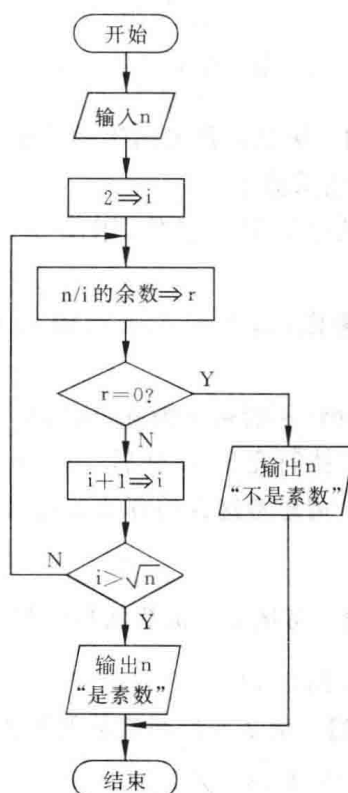 开始
输入n
2⇒i
n/i的余数⇒r
r=0?
Y
N
i+1⇒i
输出n
“不是素数”
N
i>√n
Y
输出n
“是素数”
结束